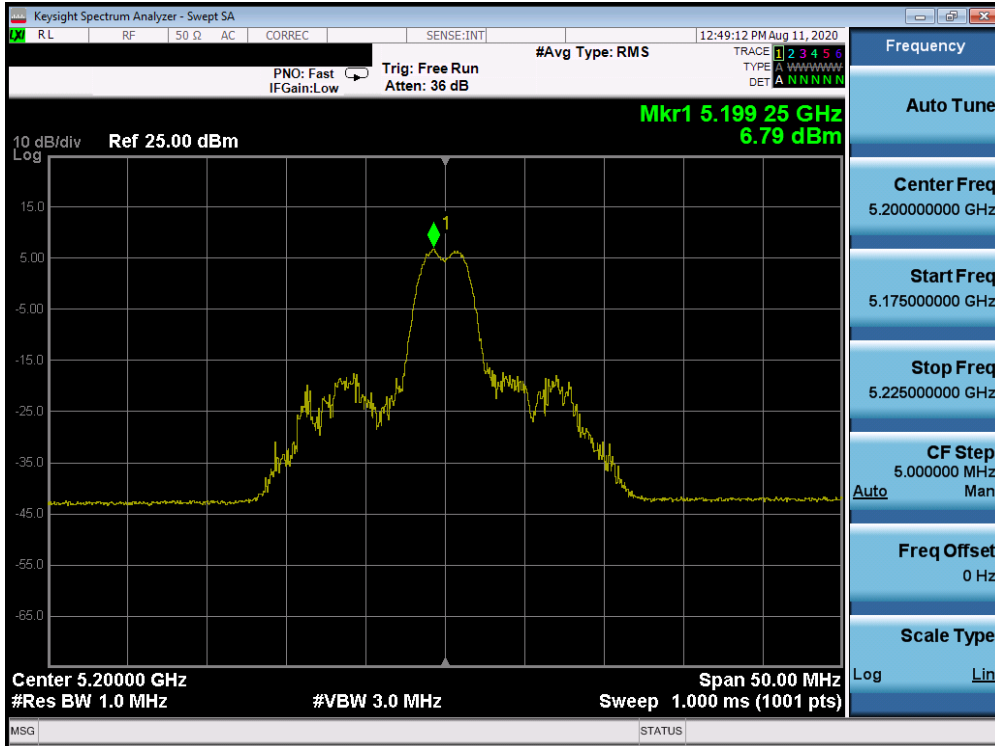 Keysight Spectrum Analyzer - Swept SA
LXI RL RF 50 Ω AC CORREC SENSE:INT 12:49:12 PM Aug 11, 2020
#Avg Type: RMS TRACE 1 2 3 4 5 6
PNO: Fast Trig: Free Run TYPE A WWWWW
IFGain:Low Atten: 36 dB DET A N N N N N
Mkr1 5.199 25 GHz
6.79 dBm
10 dB/div Ref 25.00 dBm
Log
15.0
1
5.00
-5.00
-15.0
-25.0
-35.0
-45.0
-55.0
-65.0
Center 5.20000 GHz Span 50.00 MHz
#Res BW 1.0 MHz #VBW 3.0 MHz Sweep 1.000 ms (1001 pts)
MSG STATUS
Frequency
Auto Tune
Center Freq
5.200000000 GHz
Start Freq
5.175000000 GHz
Stop Freq
5.225000000 GHz
CF Step
5.000000 MHz
Auto Man
Freq Offset
0 Hz
Scale Type
Log Lin